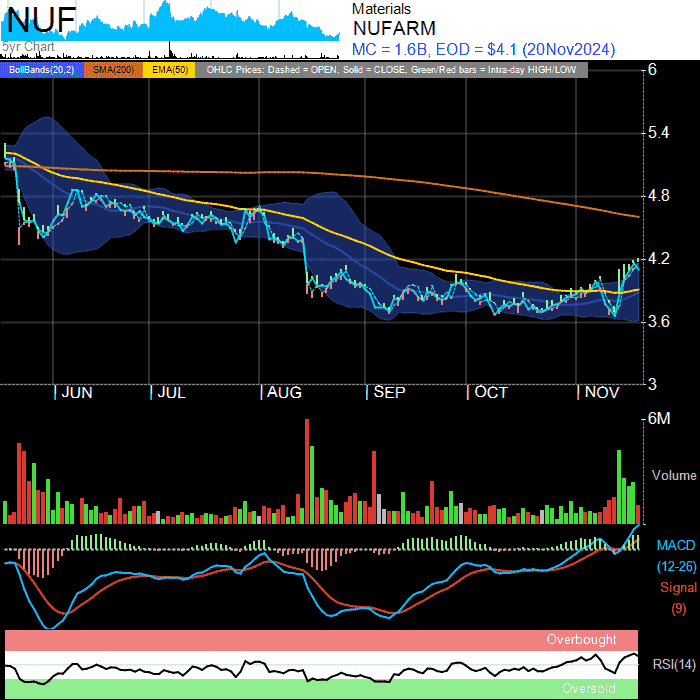 NUF
5yr Chart
Materials
NUFARM
MC = 1.6B, EOD = $4.1 (20Nov2024)
BollBands(20,2) SMA(200) EMA(50) OHLC Prices: Dashed = OPEN, Solid = CLOSE, Green/Red bars = Intra-day HIGH/LOW
6
5.4
4.8
4.2
3.6
3
| JUN | JUL | AUG | SEP | OCT | NOV
6M
Volume
MACD
(12-26)
Signal
(9)
Overbought
RSI(14)
Oversold